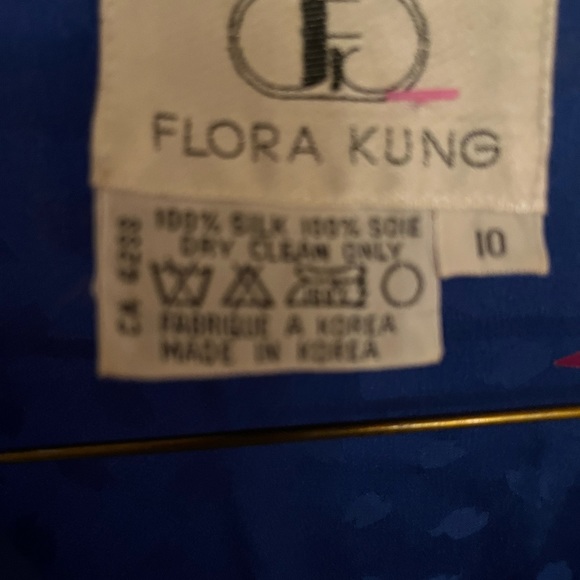 FLORA KUNG
100% SILK 100% SOIE
DRY CLEAN ONLY
FABRIQUE A KOREA
MADE IN KOREA
10